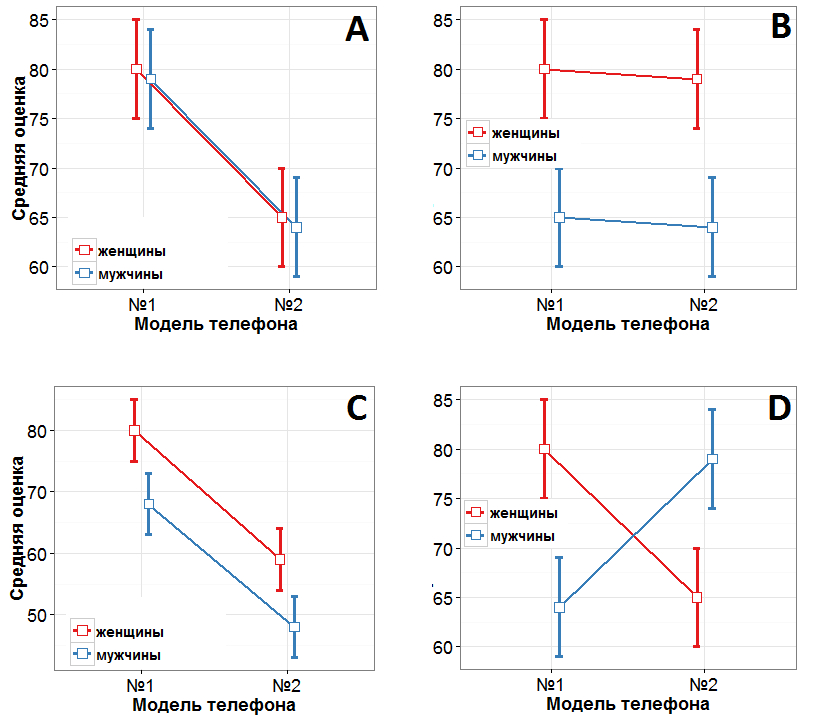 A
Средняя оценка
85
80
75
70
65
60
женщины
мужчины
№1 №2
Модель телефона
B
85
80
75
70
65
60
женщины
мужчины
№1 №2
Модель телефона
C
Средняя оценка
80
70
60
50
женщины
мужчины
№1 №2
Модель телефона
D
85
80
75
70
65
60
женщины
мужчины
№1 №2
Модель телефона